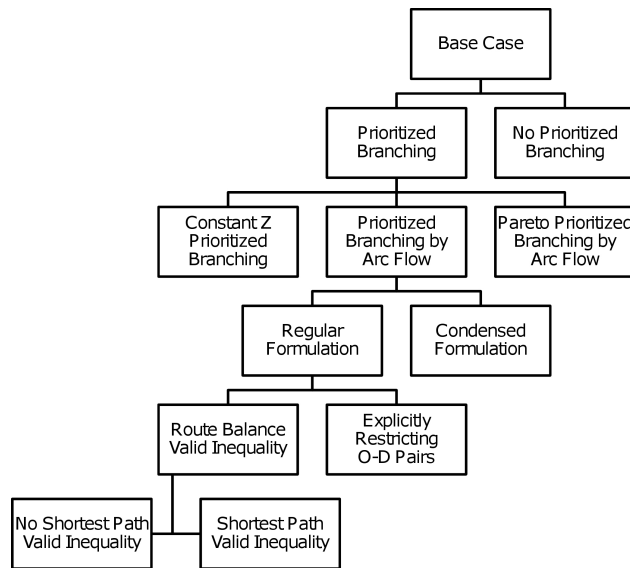 Base Case
Prioritized
Branching
No Prioritized
Branching
Constant Z
Prioritized
Branching
Prioritized
Branching by
Arc Flow
Pareto Prioritized
Branching by
Arc Flow
Regular
Formulation
Condensed
Formulation
Route Balance
Valid Inequality
Explicitly
Restricting
O-D Pairs
No Shortest Path
Valid Inequality
Shortest Path
Valid Inequality